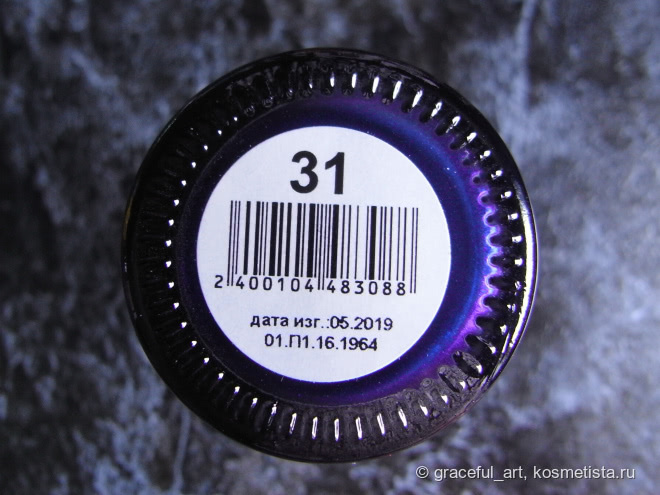 31
2 400104 483088
дата изг.:05.2019
01.П1.16.1964
© graceful_art, kosmetista.ru